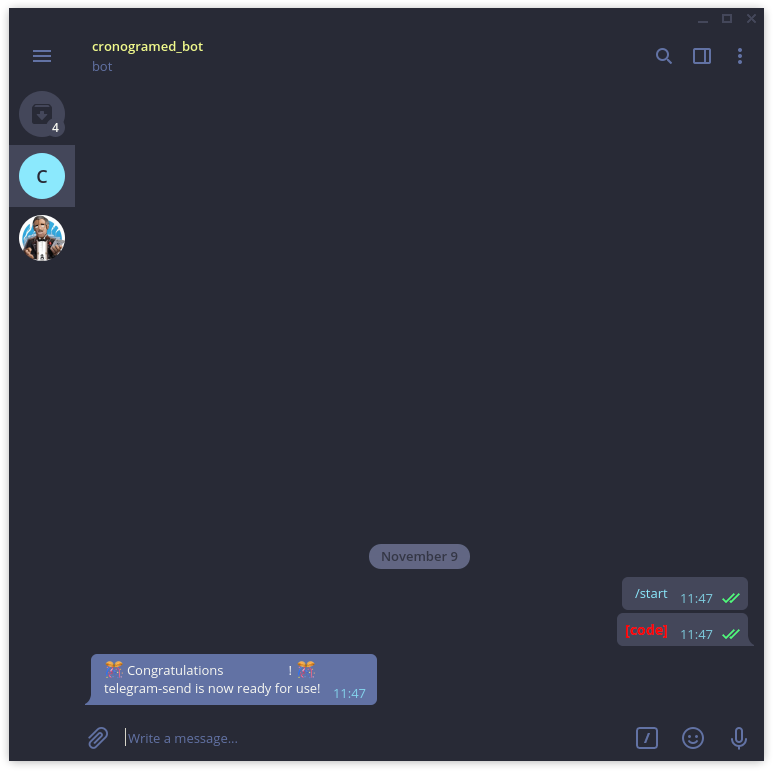 cronogramed_bot
bot
4
C
November 9
/start 11:47
[code] 11:47
🎊 Congratulations ! 🎊
telegram-send is now ready for use! 11:47
Write a message...